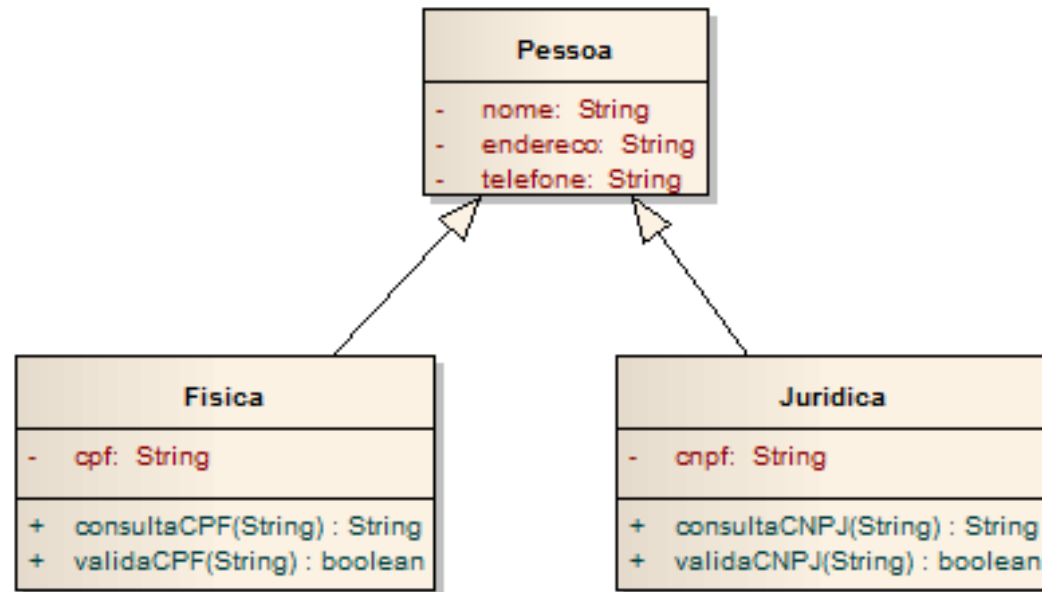 Pessoa
- nome: String
- endereco: String
- telefone: String
Fisica
- cpf: String
+ consultaCPF(String) : String
+ validaCPF(String) : boolean
Juridica
- cnpf: String
+ consultaCNPJ(String) : String
+ validaCNPJ(String) : boolean